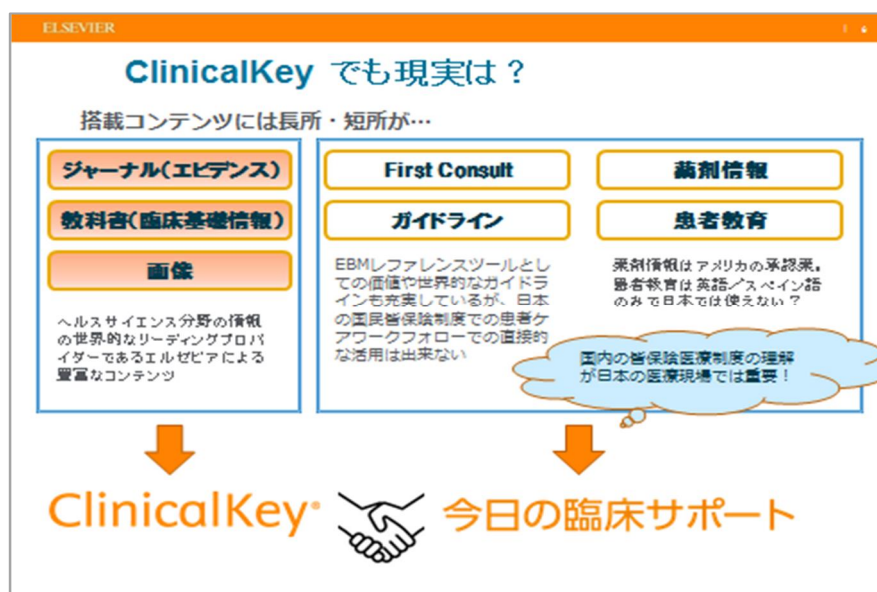 ELSEVIER
6
ClinicalKey でも現実は？
搭載コンテンツには長所・短所が…
ジャーナル(エビデンス)
教科書(臨床基礎情報)
画像
ヘルスサイエンス分野の情報
の世界的なリーディングプロバ
イダーであるエルゼビアによる
豊富なコンテンツ
First Consult
薬剤情報
ガイドライン
患者教育
EBMレファレンスツールとし
ての価値や世界的なガイドラ
インも充実しているが、日本
の国民皆保険制度での患者ケ
アワークフォローでの直接的
な活用は出来ない
薬剤情報はアメリカの承認薬。
患者教育は英語／スペイン語
のみで日本では使えない？
国内の皆保険医療制度の理解
が日本の医療現場では重要！
ClinicalKey®
今日の臨床サポート